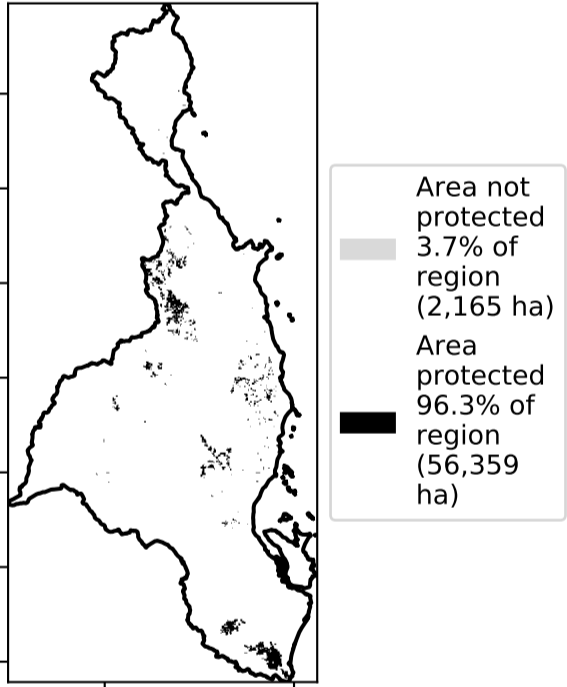 Area not
protected
3.7% of
region
(2,165 ha)
Area
protected
96.3% of
region
(56,359
ha)